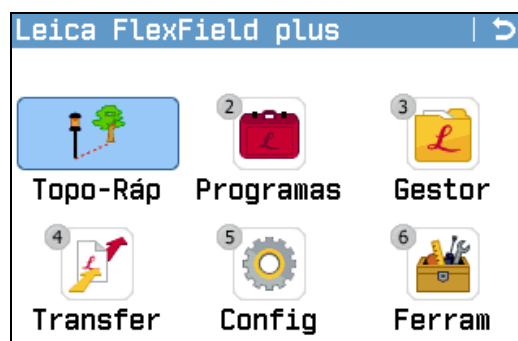 Leica FlexField plus
2 3
Topo-Ráp Programas Gestor
4 5 6
Transfer Config Ferram